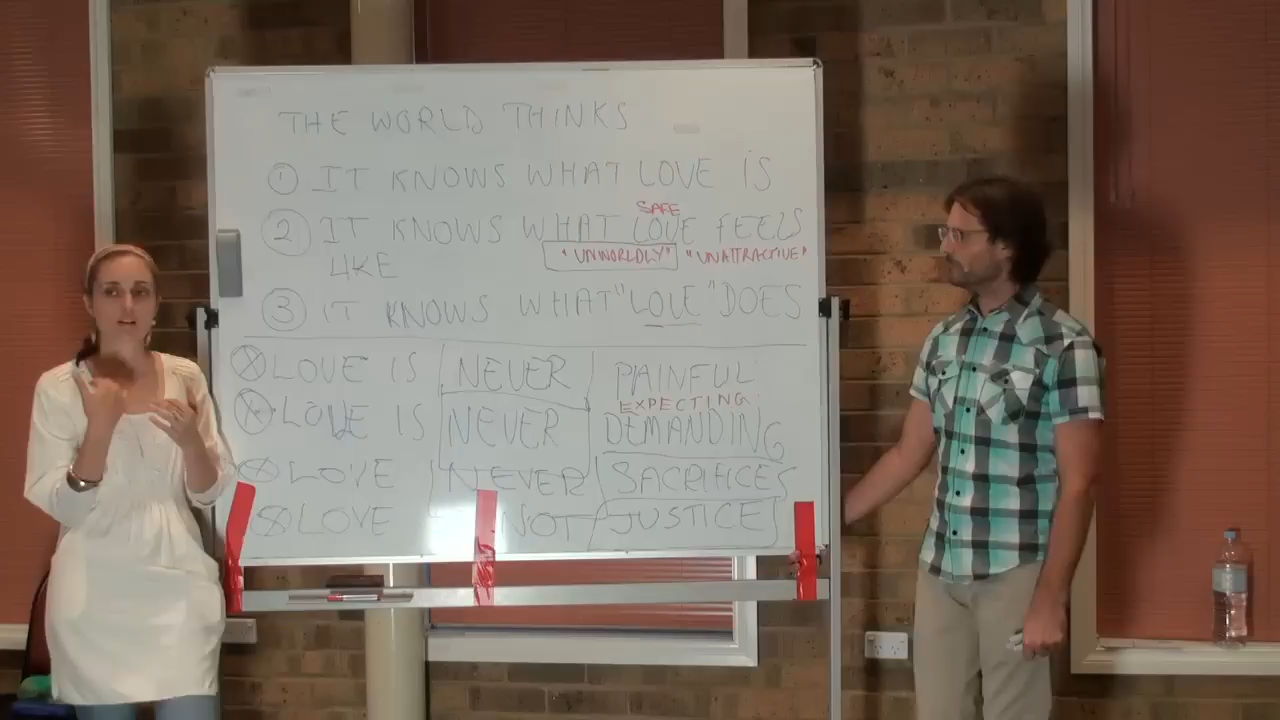 THE WORLD THINKS
① IT KNOWS WHAT LOVE IS
SAFE
② IT KNOWS WHAT LOVE FEELS
LIKE "UNWORLDLY" "UNATTRACTIVE"
③ IT KNOWS WHAT "LOVE" DOES
LOVE IS NEVER PAINFUL
EXPECTING
LOVE IS NEVER DEMANDING
LOVE NEVER SACRIFICES
LOVE NOT JUSTICE